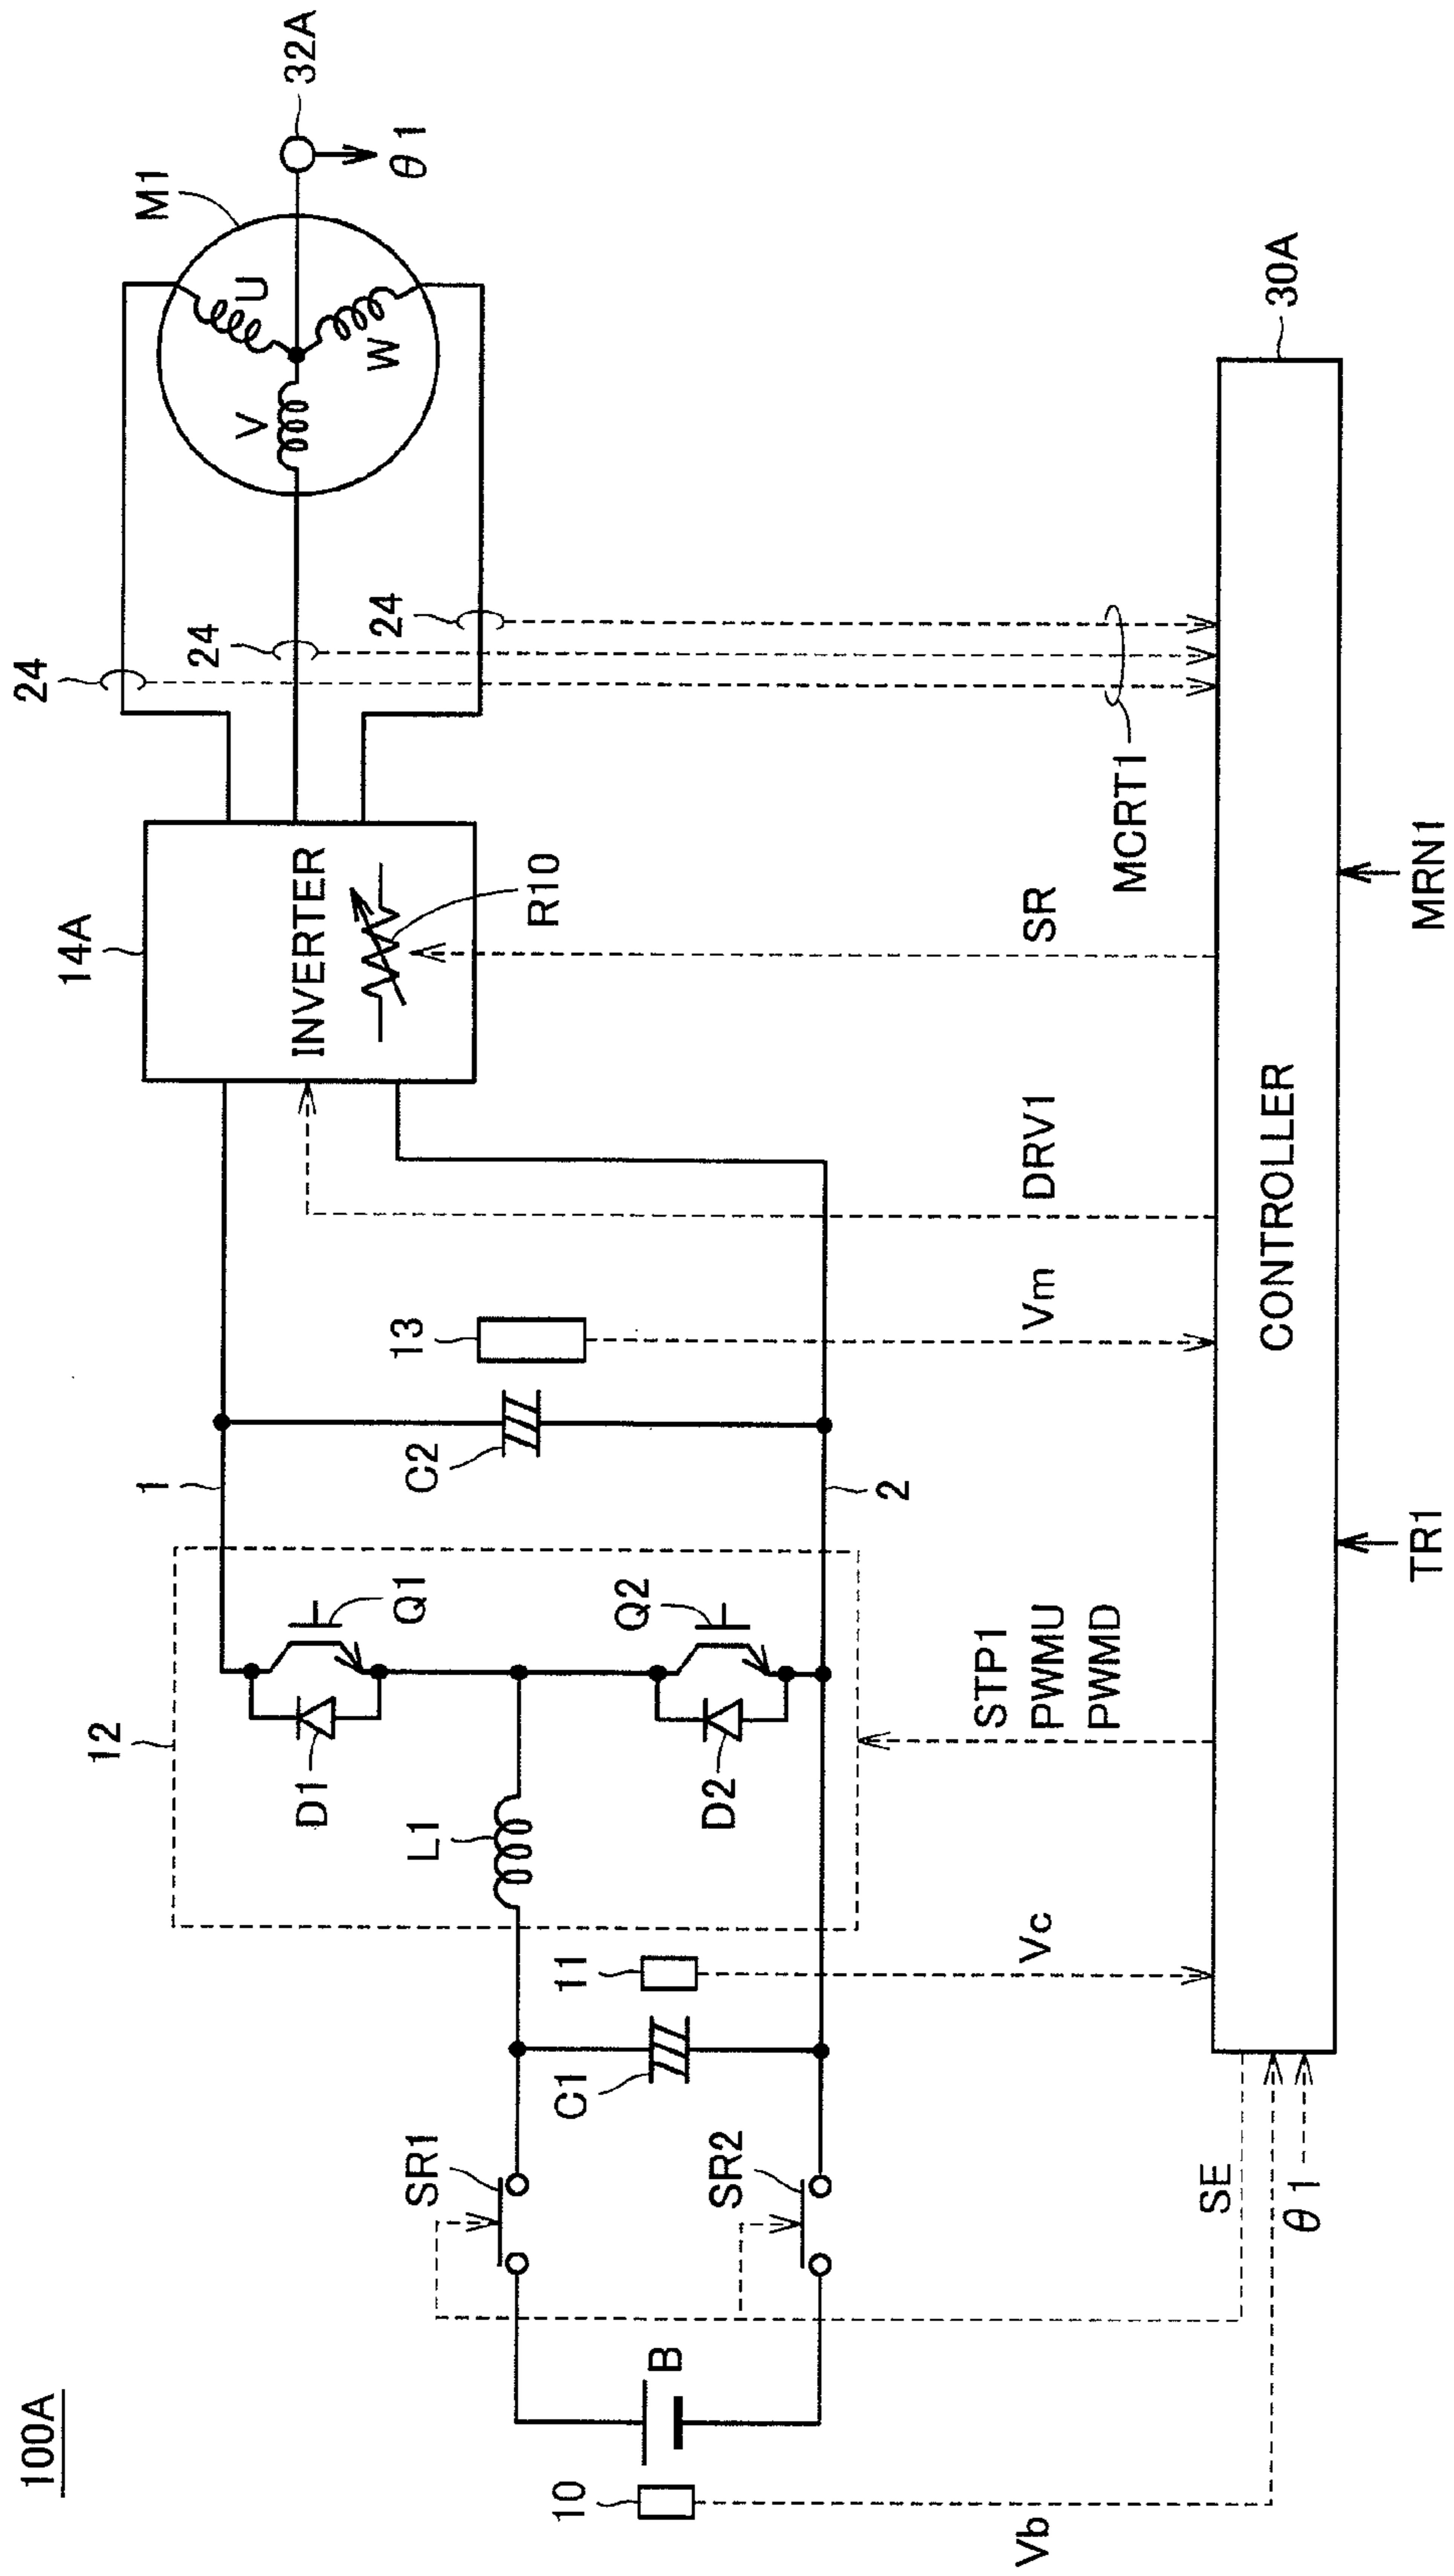 100A
24
M1
32A
θ1
14A
24
U
V
W
INVERTER
24
R10
1
12
Q1
D1
C2
13
L1
Q2
D2
2
SR1
C1
11
SR2
10
B
Vb
Vc
STP1
PWMU
PWMD
Vm
DRV1
SR
MCRT1
SE
θ1
CONTROLLER
30A
TR1
MRN1